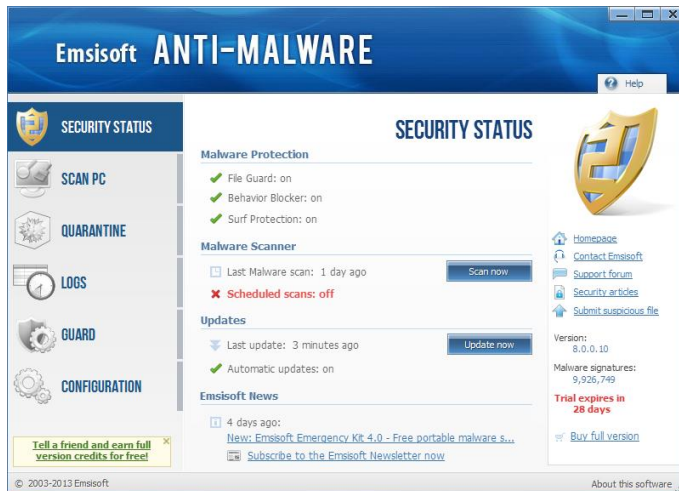 Emsisoft ANTI-MALWARE
Help
SECURITY STATUS
SCAN PC
QUARANTINE
LOGS
GUARD
CONFIGURATION
Tell a friend and earn full
version credits for free!
SECURITY STATUS
Malware Protection
File Guard: on
Behavior Blocker: on
Surf Protection: on
Malware Scanner
Last Malware scan: 1 day ago
Scan now
Scheduled scans: off
Updates
Last update: 3 minutes ago
Update now
Automatic updates: on
Emsisoft News
4 days ago:
New: Emsisoft Emergency Kit 4.0 - Free portable malware s...
Subscribe to the Emsisoft Newsletter now
Homepage
Contact Emsisoft
Support forum
Security articles
Submit suspicious file
Version:
8.0.0.10
Malware signatures:
9,926,749
Trial expires in
28 days
Buy full version
© 2003-2013 Emsisoft
About this software